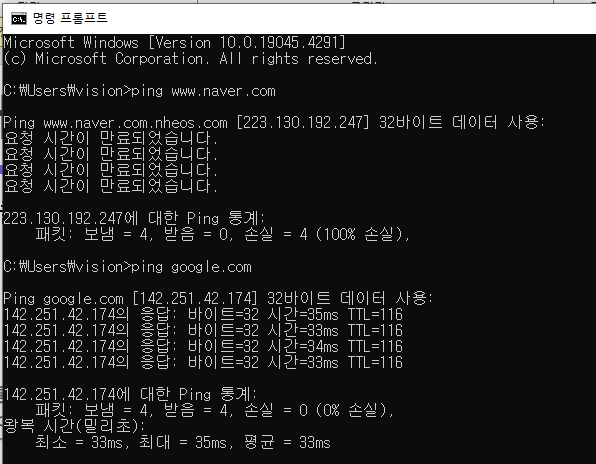 명령 프롬프트
Microsoft Windows [Version 10.0.19045.4291]
(c) Microsoft Corporation. All rights reserved.
C:₩Users₩vision>ping www.naver.com
Ping www.naver.com.nheos.com [223.130.192.247] 32바이트 데이터 사용:
요청 시간이 만료되었습니다.
요청 시간이 만료되었습니다.
요청 시간이 만료되었습니다.
요청 시간이 만료되었습니다.
223.130.192.247에 대한 Ping 통계:
패킷: 보냄 = 4, 받음 = 0, 손실 = 4 (100% 손실),
C:₩Users₩vision>ping google.com
Ping google.com [142.251.42.174] 32바이트 데이터 사용:
142.251.42.174의 응답: 바이트=32 시간=35ms TTL=116
142.251.42.174의 응답: 바이트=32 시간=33ms TTL=116
142.251.42.174의 응답: 바이트=32 시간=34ms TTL=116
142.251.42.174의 응답: 바이트=32 시간=33ms TTL=116
142.251.42.174에 대한 Ping 통계:
패킷: 보냄 = 4, 받음 = 4, 손실 = 0 (0% 손실),
왕복 시간(밀리초):
최소 = 33ms, 최대 = 35ms, 평균 = 33ms